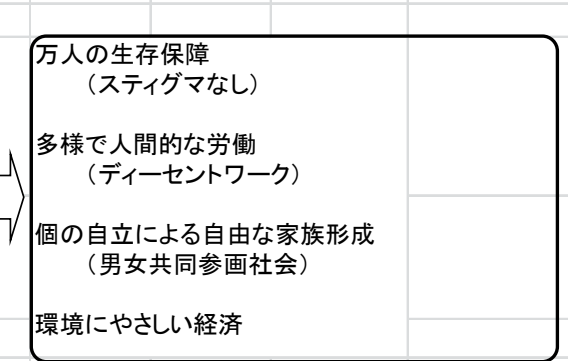 万人の生存保障
（スティグマなし）
多様で人間的な労働
（ディーセントワーク）
個の自立による自由な家族形成
（男女共同参画社会）
環境にやさしい経済